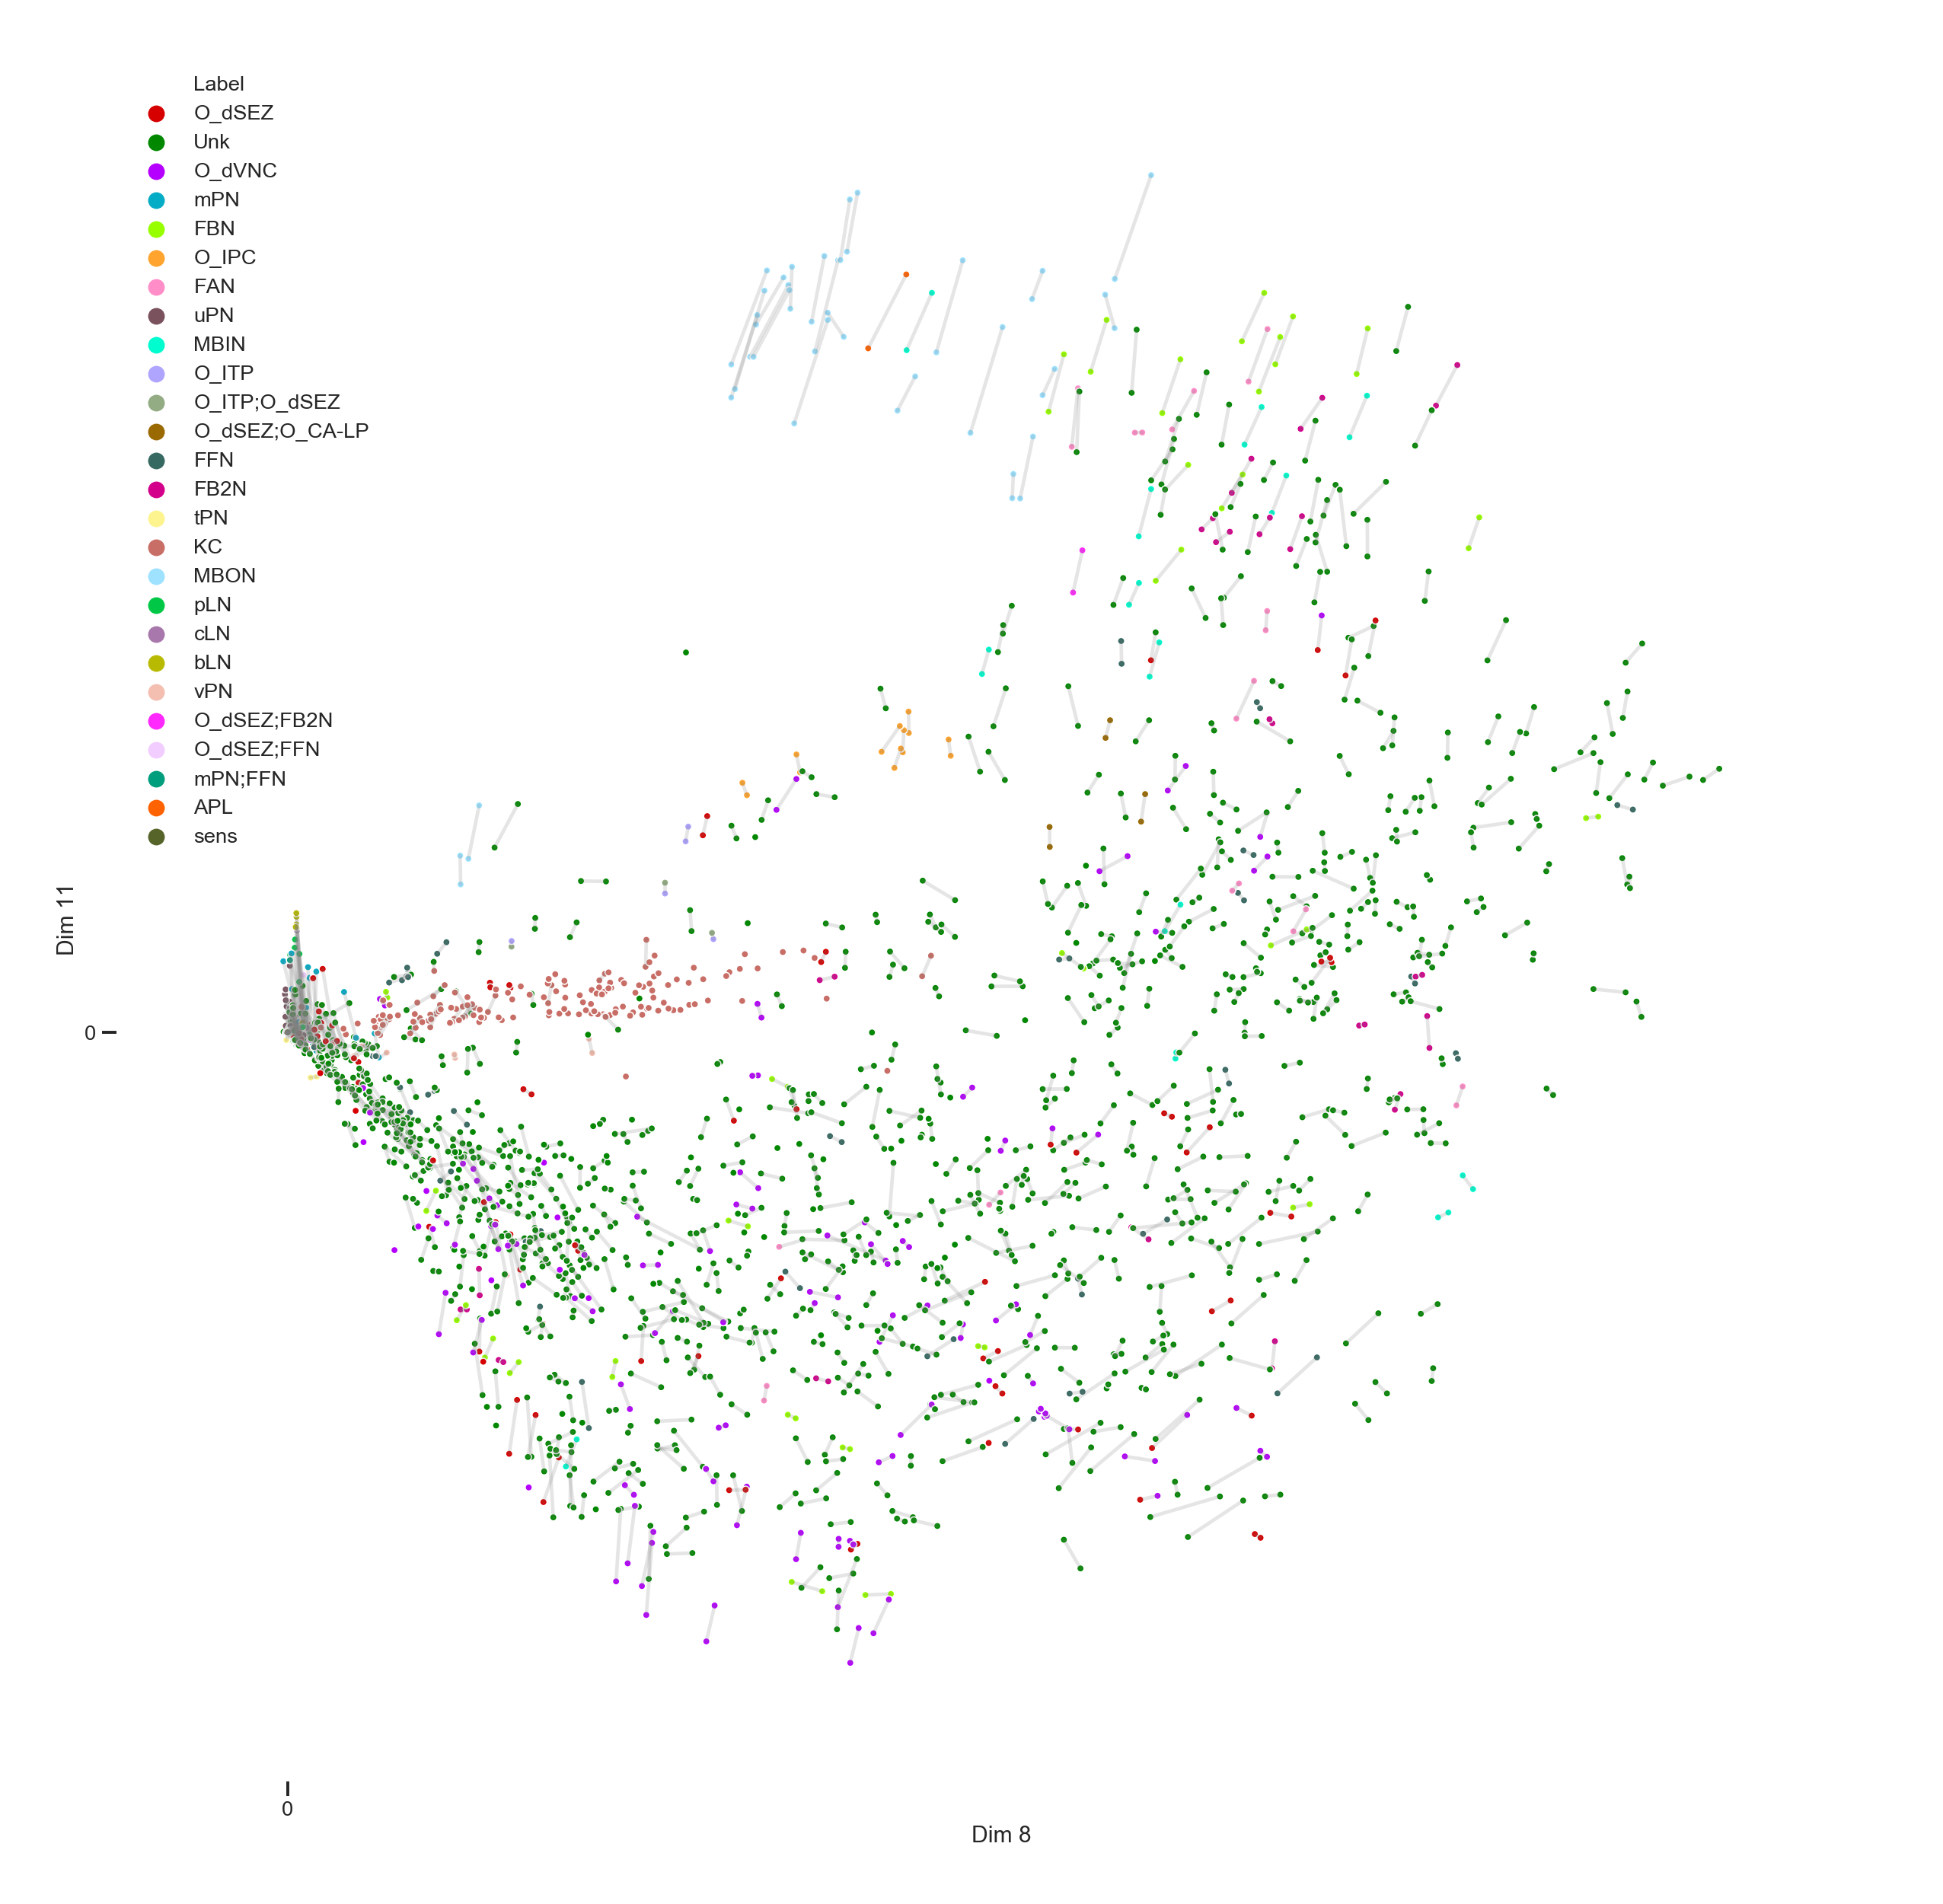 Label
O_dSEZ
Unk
O_dVNC
mPN
FBN
O_IPC
FAN
uPN
MBIN
O_ITP
O_ITP;O_dSEZ
O_dSEZ;O_CA-LP
FFN
FB2N
tPN
KC
MBON
pLN
cLN
bLN
vPN
O_dSEZ;FB2N
O_dSEZ;FFN
mPN;FFN
APL
sens
Dim 11
0
0
Dim 8